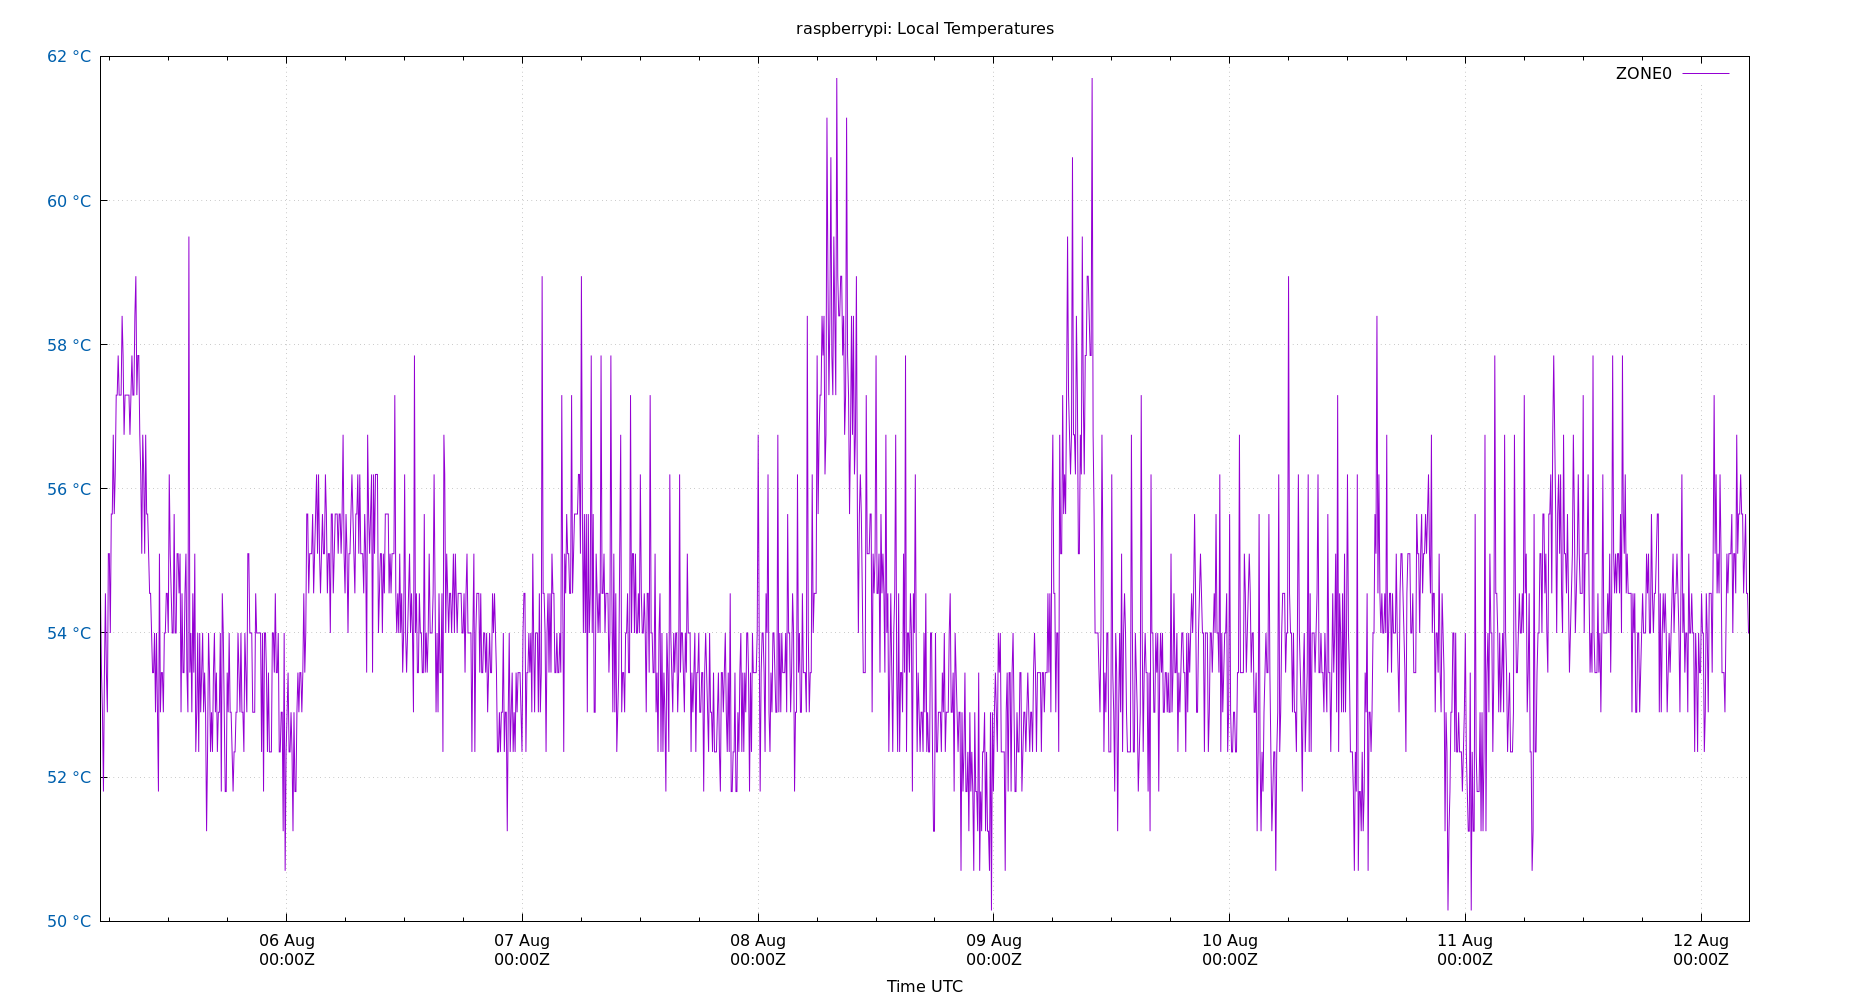 raspberrypi: Local Temperatures
62 °C
ZONE0
60 °C
58 °C
56 °C
54 °C
52 °C
50 °C
06 Aug 07 Aug 08 Aug 09 Aug 10 Aug 11 Aug 12 Aug
00:00Z 00:00Z 00:00Z 00:00Z 00:00Z 00:00Z 00:00Z
Time UTC